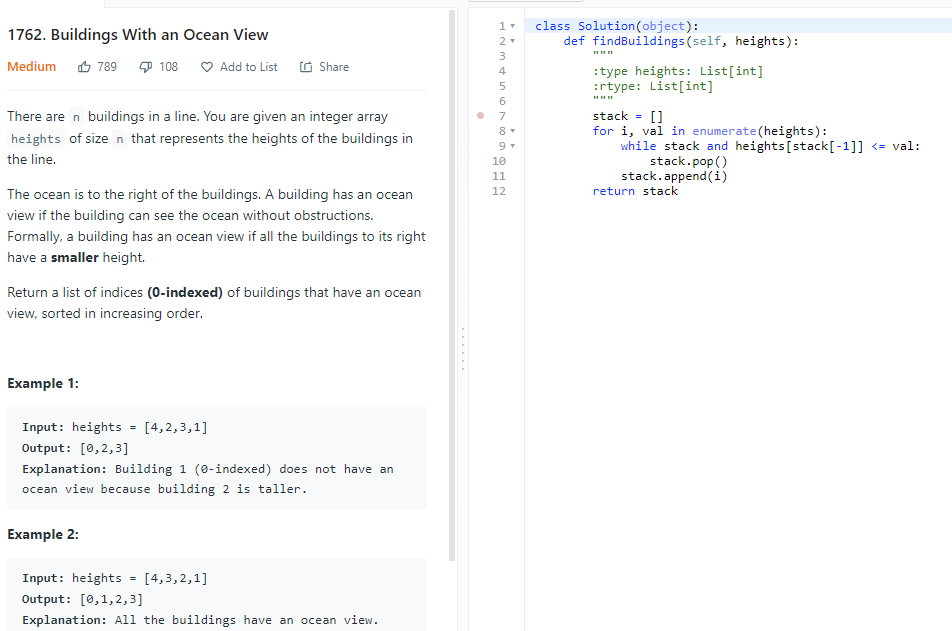 1762. Buildings With an Ocean View
Medium 789 108 Add to List Share
There are n buildings in a line. You are given an integer array
heights of size n that represents the heights of the buildings in
the line.
The ocean is to the right of the buildings. A building has an ocean
view if the building can see the ocean without obstructions.
Formally, a building has an ocean view if all the buildings to its right
have a smaller height.
Return a list of indices (0-indexed) of buildings that have an ocean
view, sorted in increasing order.
Example 1:
Input: heights = [4,2,3,1]
Output: [0,2,3]
Explanation: Building 1 (0-indexed) does not have an
ocean view because building 2 is taller.
Example 2:
Input: heights = [4,3,2,1]
Output: [0,1,2,3]
Explanation: All the buildings have an ocean view.
1 class Solution(object):
2 def findBuildings(self, heights):
3 """
4 :type heights: List[int]
5 :rtype: List[int]
6 """
7 stack = []
8 for i, val in enumerate(heights):
9 while stack and heights[stack[-1]] <= val:
10 stack.pop()
11 stack.append(i)
12 return stack